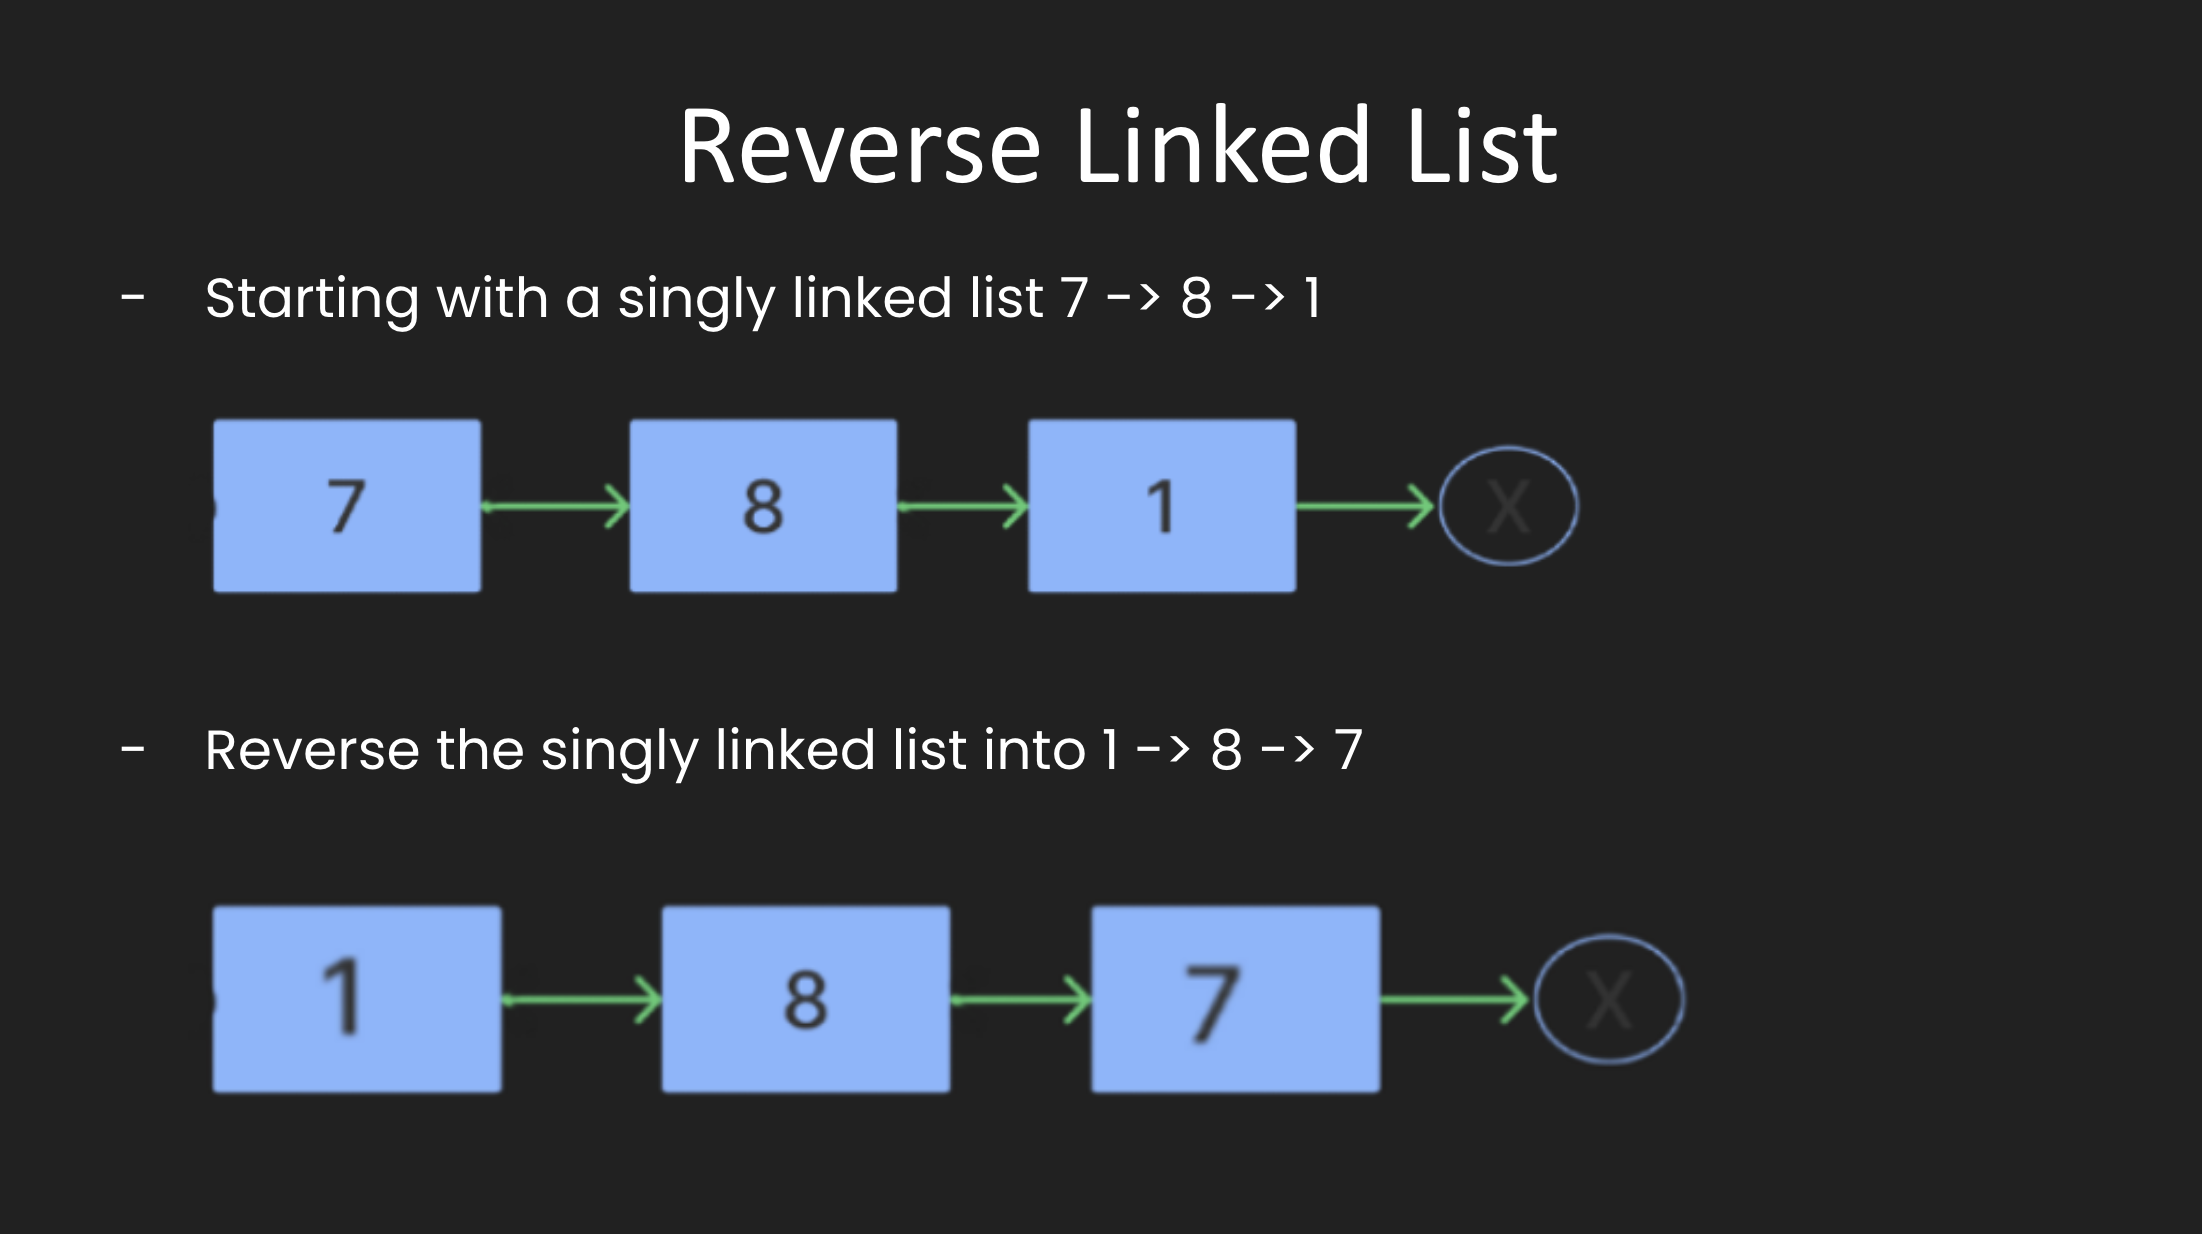 Reverse Linked List
- Starting with a singly linked list 7 -> 8 -> 1
7 8 1 X
- Reverse the singly linked list into 1 -> 8 -> 7
1 8 7 X